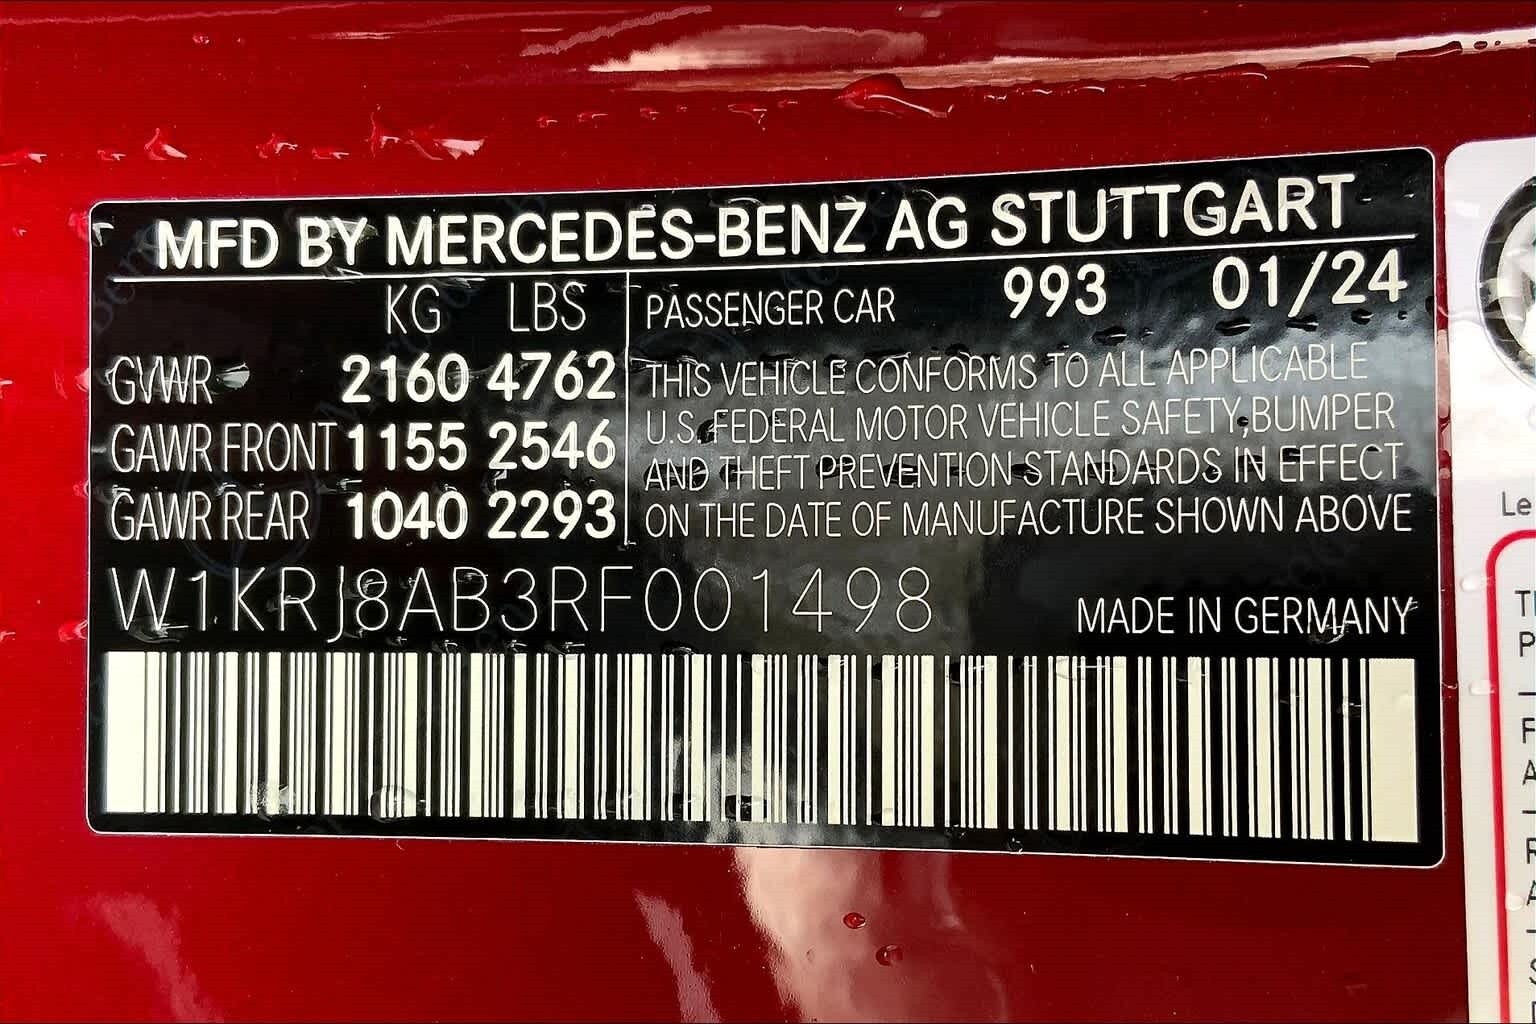 MFD BY MERCEDES-BENZ AG STUTTGART
KG LBS
GVWR 2160 4762
GAWR FRONT 1155 2546
GAWR REAR 1040 2293
PASSENGER CAR 993 01/24
THIS VEHICLE CONFORMS TO ALL APPLICABLE
U.S. FEDERAL MOTOR VEHICLE SAFETY, BUMPER
AND THEFT PREVENTION STANDARDS IN EFFECT
ON THE DATE OF MANUFACTURE SHOWN ABOVE
W1KRJ8AB3RF001498
MADE IN GERMANY
Le